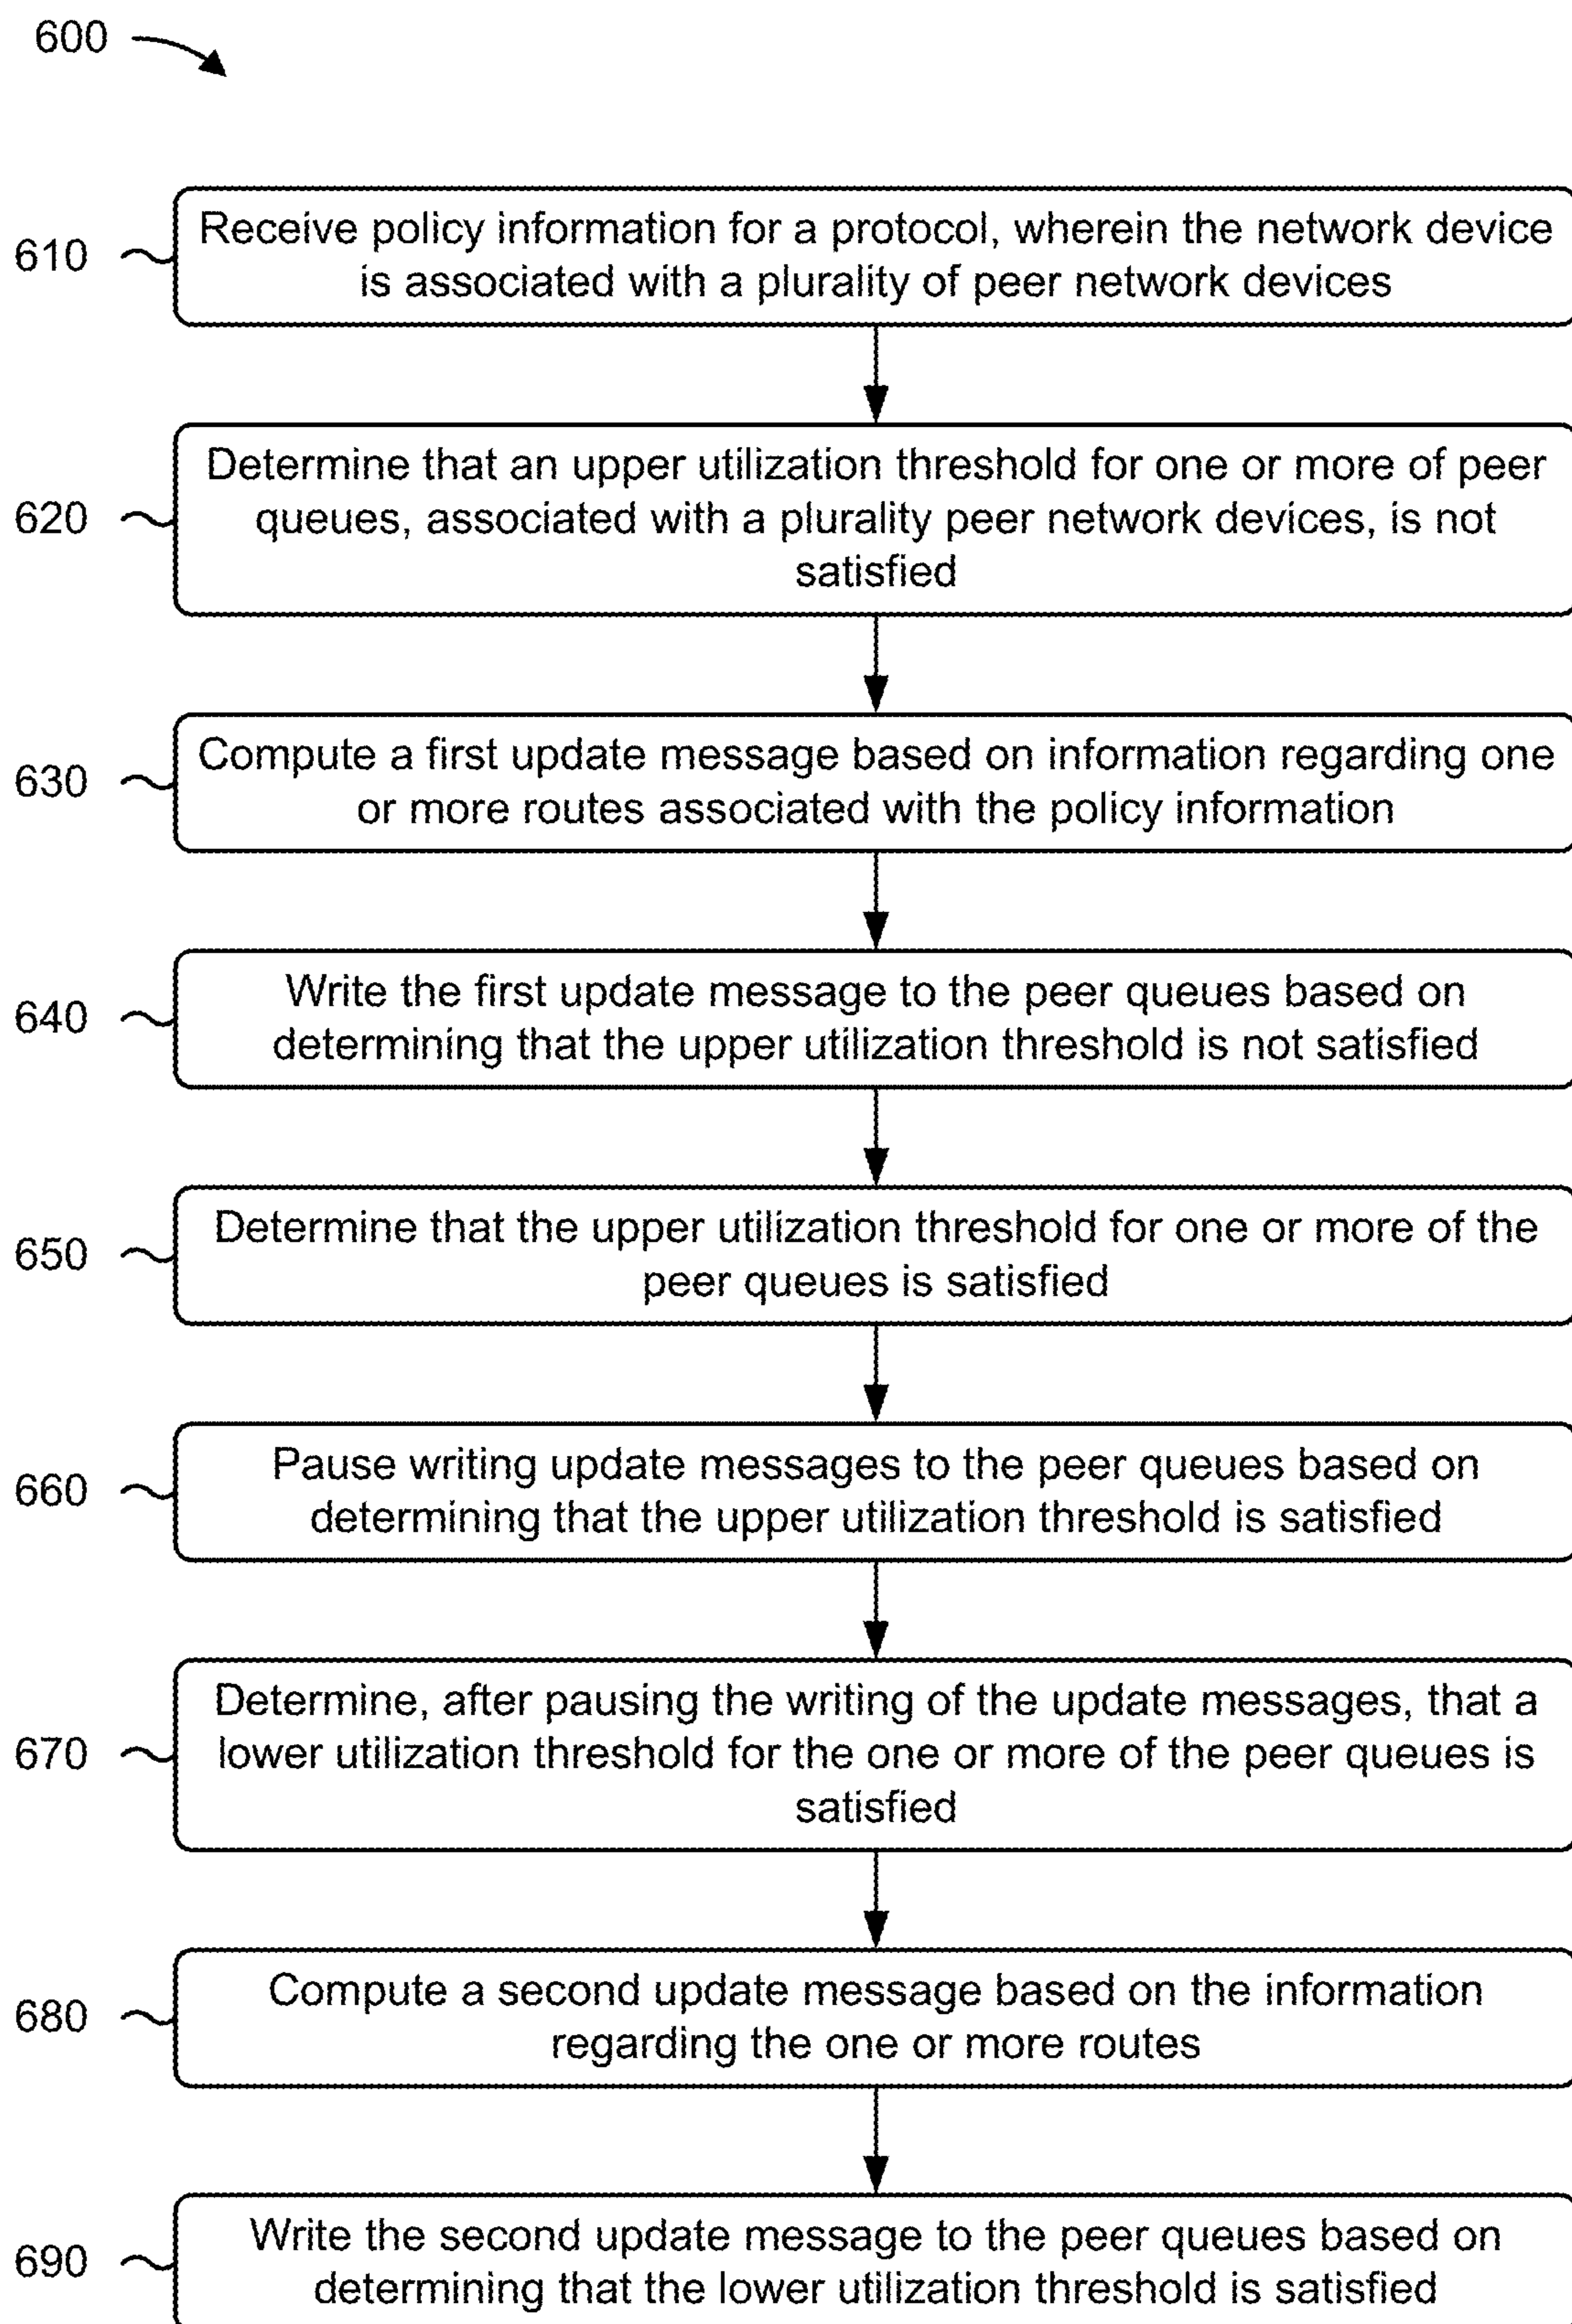 600
610
Receive policy information for a protocol, wherein the network device
is associated with a plurality of peer network devices
620
Determine that an upper utilization threshold for one or more of peer
queues, associated with a plurality peer network devices, is not
satisfied
630
Compute a first update message based on information regarding one
or more routes associated with the policy information
640
Write the first update message to the peer queues based on
determining that the upper utilization threshold is not satisfied
650
Determine that the upper utilization threshold for one or more of the
peer queues is satisfied
660
Pause writing update messages to the peer queues based on
determining that the upper utilization threshold is satisfied
670
Determine, after pausing the writing of the update messages, that a
lower utilization threshold for the one or more of the peer queues is
satisfied
680
Compute a second update message based on the information
regarding the one or more routes
690
Write the second update message to the peer queues based on
determining that the lower utilization threshold is satisfied